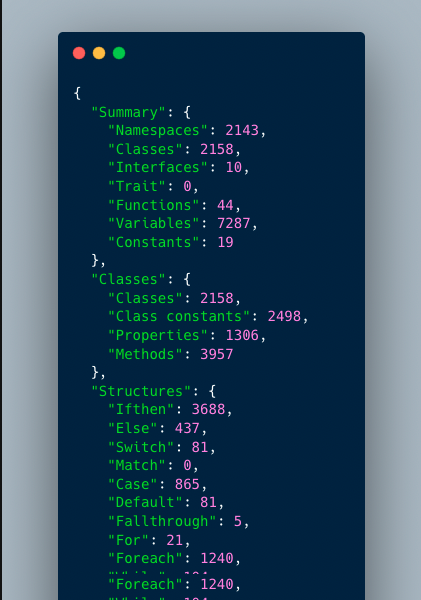 {
"Summary": {
"Namespaces": 2143,
"Classes": 2158,
"Interfaces": 10,
"Trait": 0,
"Functions": 44,
"Variables": 7287,
"Constants": 19
},
"Classes": {
"Classes": 2158,
"Class constants": 2498,
"Properties": 1306,
"Methods": 3957
},
"Structures": {
"Ifthen": 3688,
"Else": 437,
"Switch": 81,
"Match": 0,
"Case": 865,
"Default": 81,
"Fallthrough": 5,
"For": 21,
"Foreach": 1240,
"Foreach": 1240,